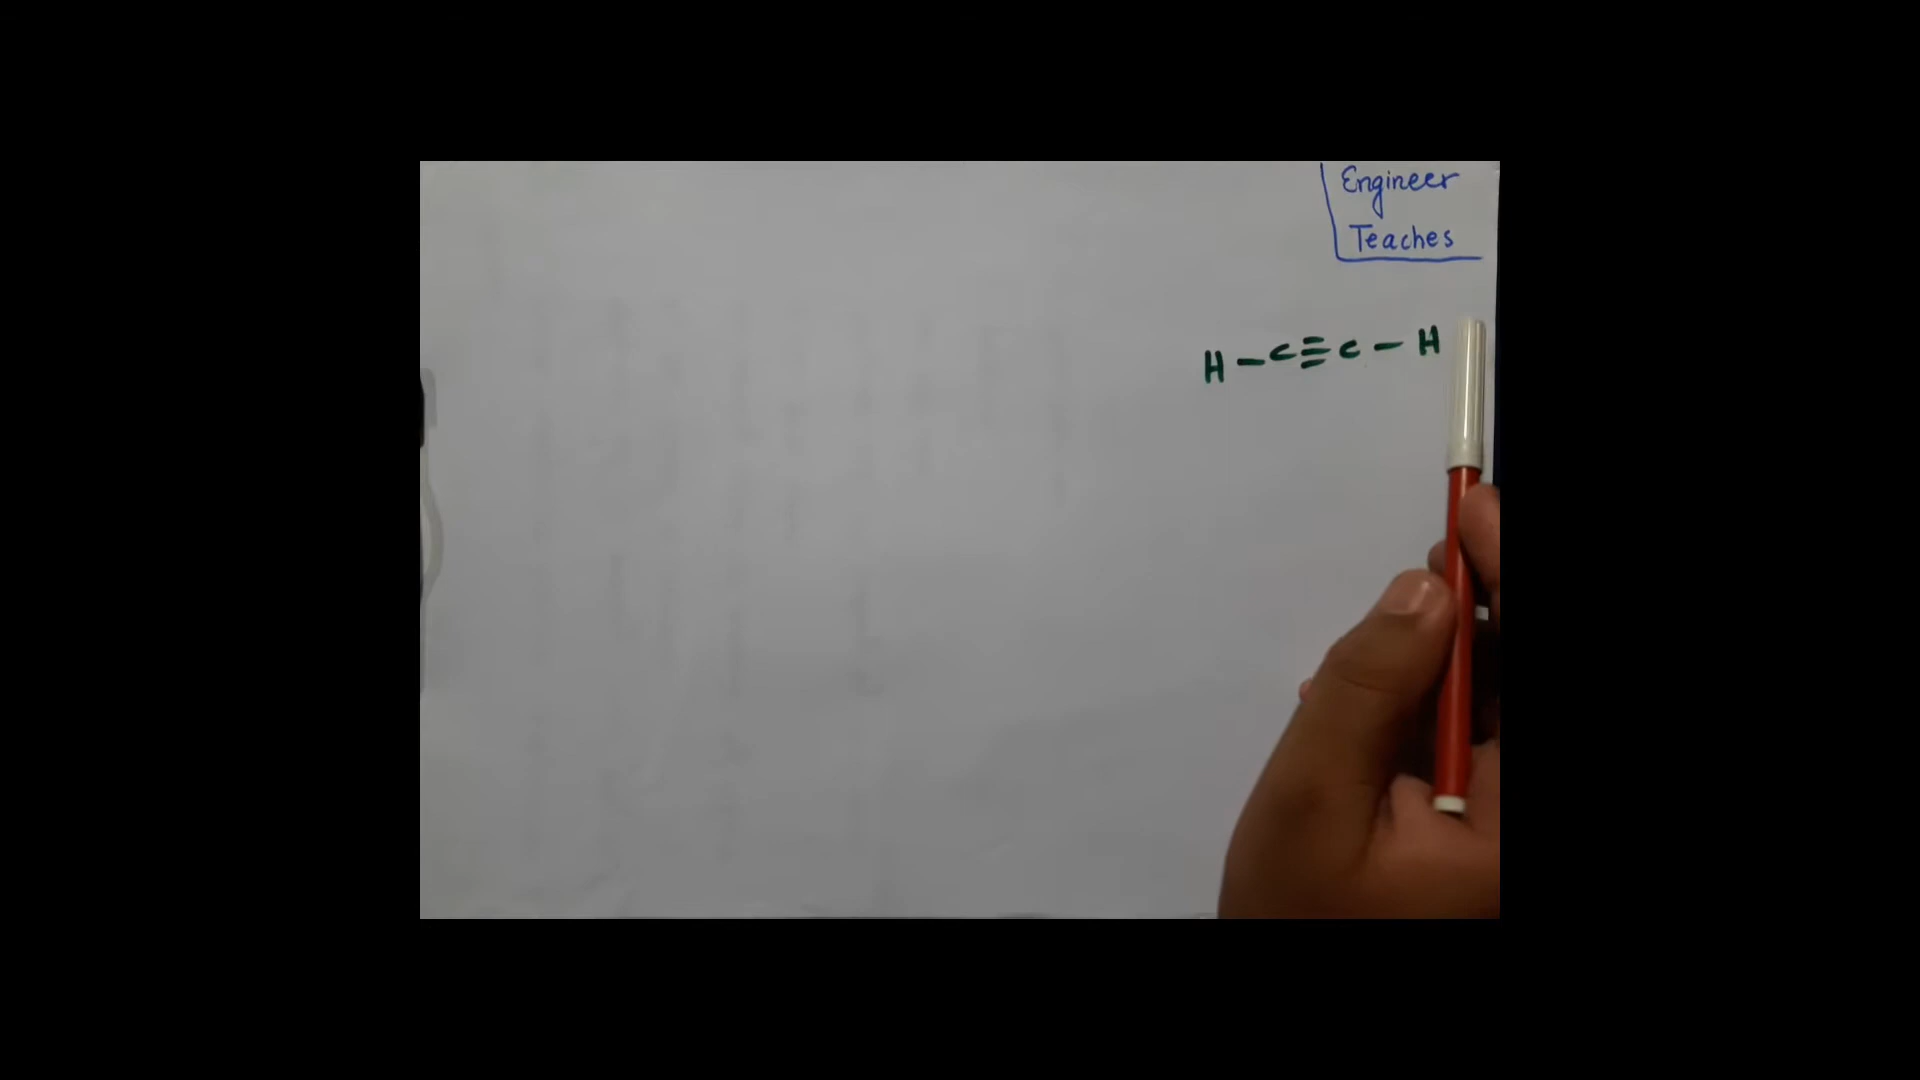 Engineer
Teaches
H - C ≡ C - H